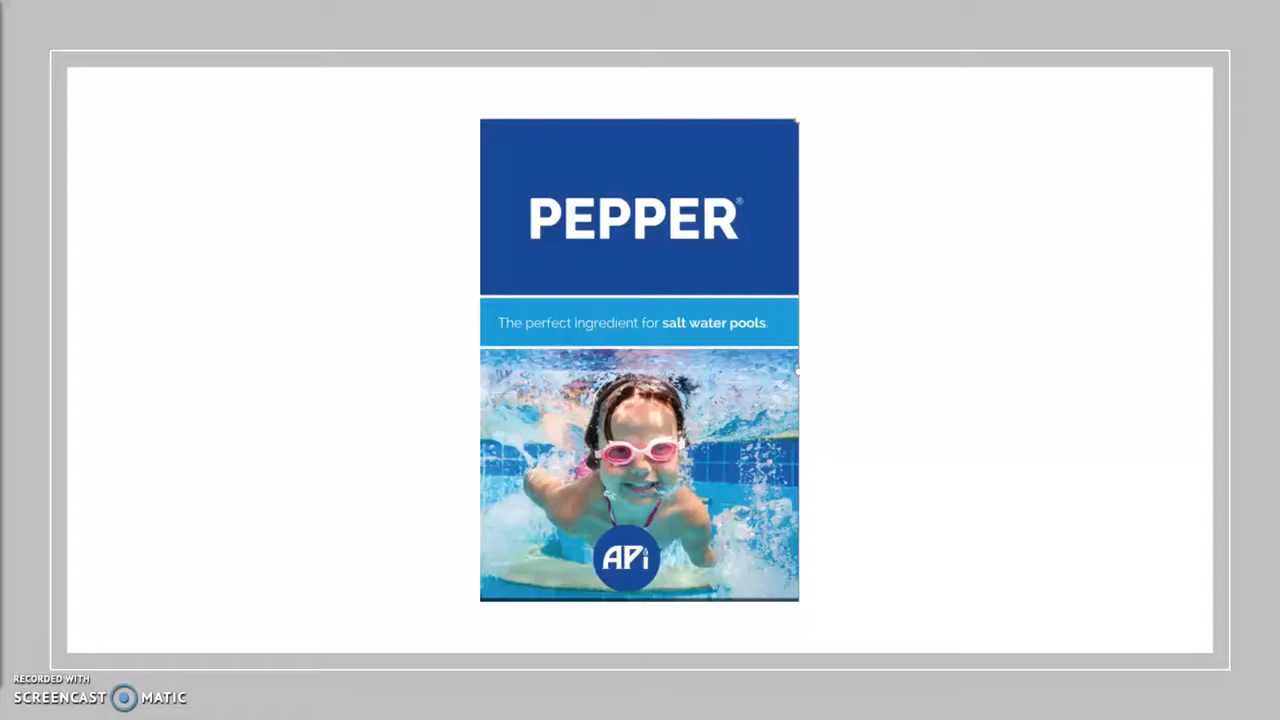 PEPPER®
The perfect ingredient for salt water pools.
APi
RECORDED WITH
SCREENCAST MATIC